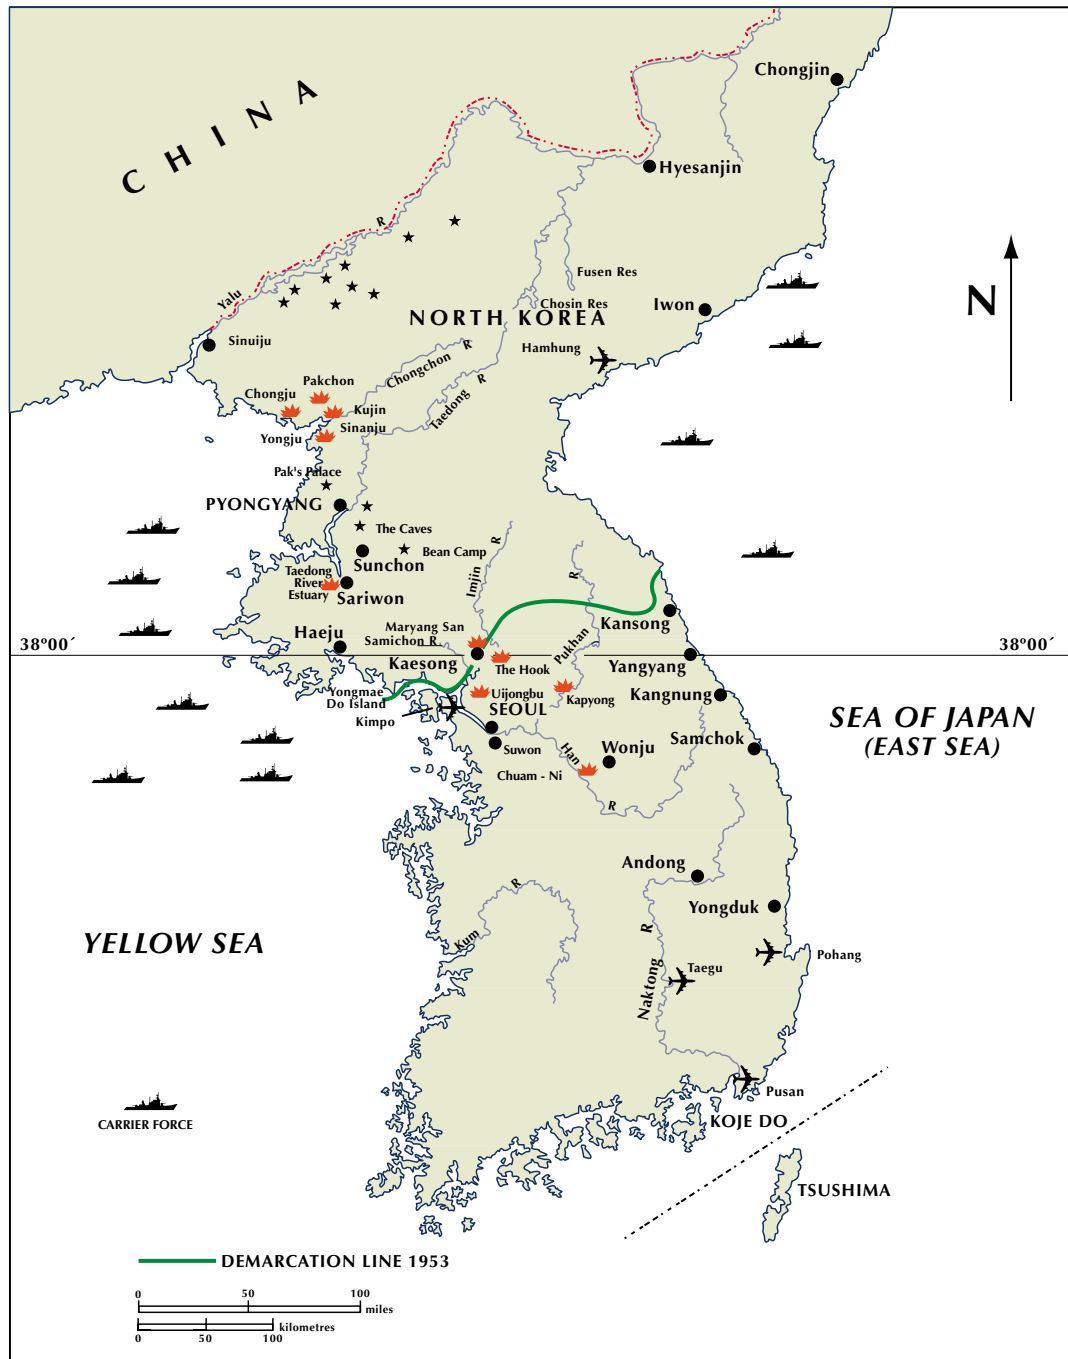 Chongjin
CHINA
Hyesanjin
R
Fusen Res
Yalu
Chosin Res
Iwon
N
NORTH KOREA
Sinuiju
Hamhung
Chongchon R
Pakchon
Chongju
Kujin
Taedong R
Sinanju
Yongju
Pak's Palace
PYONGYANG
The Caves
Bean Camp
Sunchon
Imjin R
R
Taedong
River
Estuary
Sariwon
Kansong
Maryang San
Samichon R.
Haeju
Pukhan
38°00´
38°00´
Kaesong
The Hook
Yangyang
Yongmae
Do Island
Uijongbu
Kapyong
Kangnung
Kimpo
SEOUL
SEA OF JAPAN
(EAST SEA)
Suwon
Han
Wonju
Samchok
Chuam - Ni
R
Andong
R
Yongduk
Kum
R
YELLOW SEA
Pohang
Taegu
Naktong
Pusan
CARRIER FORCE
KOJE DO
TSUSHIMA
DEMARCATION LINE 1953
0 50 100
miles
kilometres
0 50 100